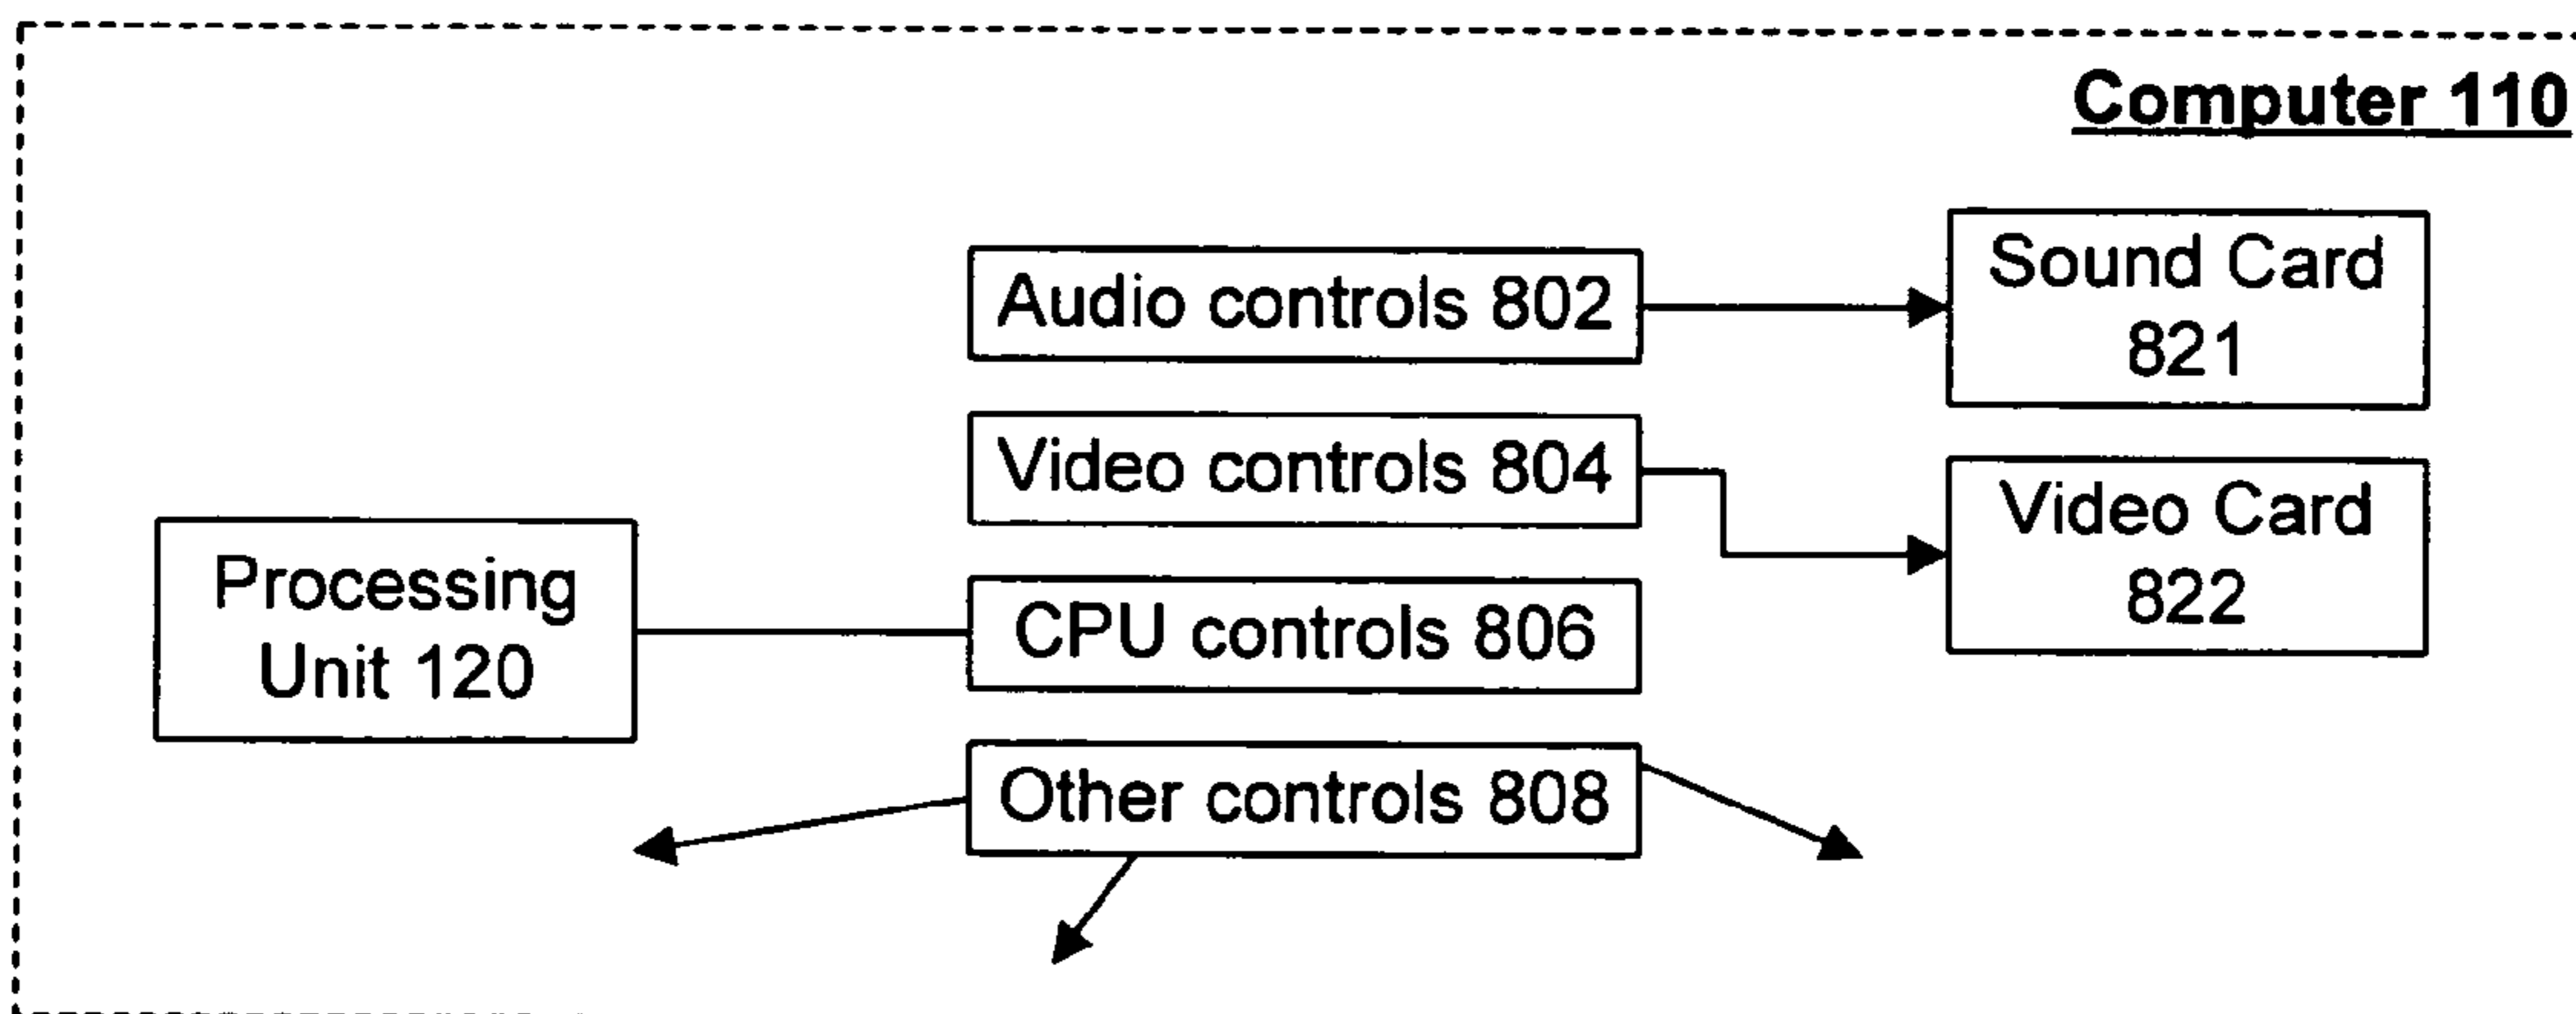 Computer 110
Audio controls 802
Sound Card
821
Video controls 804
Video Card
822
Processing
Unit 120
CPU controls 806
Other controls 808